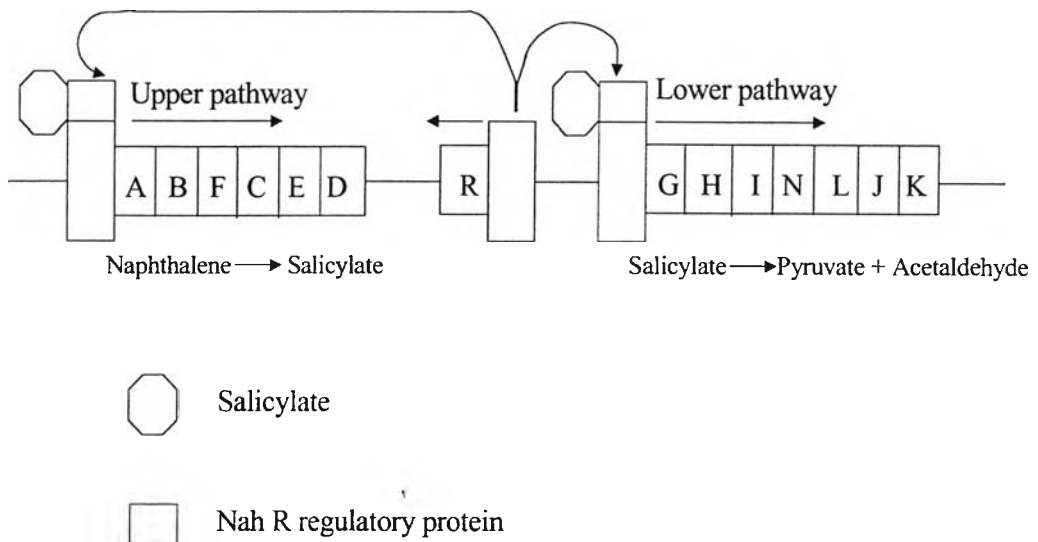 Upper pathway
Lower pathway
A B F C E D
R
G H I N L J K
Naphthalene → Salicylate
Salicylate → Pyruvate + Acetaldehyde
Salicylate
Nah R regulatory protein